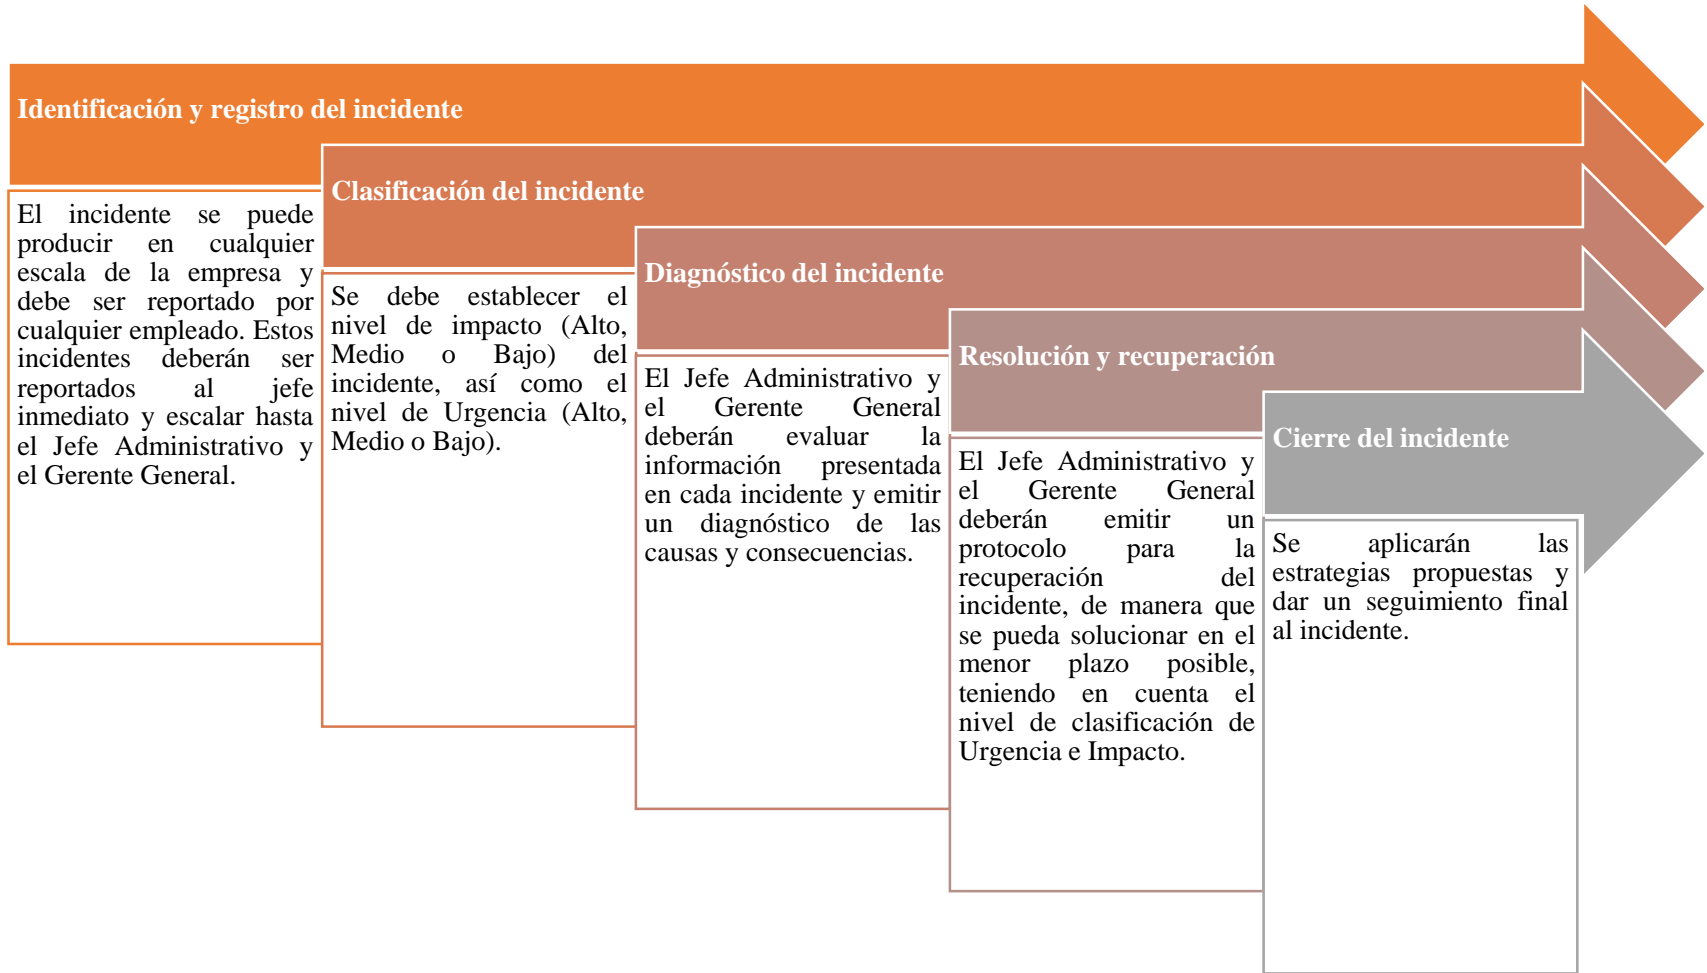 Identificación y registro del incidente
El incidente se puede
producir en cualquier
escala de la empresa y
debe ser reportado por
cualquier empleado. Estos
incidentes deberán ser
reportados al jefe
inmediato y escalar hasta
el Jefe Administrativo y
el Gerente General.
Clasificación del incidente
Se debe establecer el
nivel de impacto (Alto,
Medio o Bajo) del
incidente, así como el
nivel de Urgencia (Alto,
Medio o Bajo).
Diagnóstico del incidente
El Jefe Administrativo y
el Gerente General
deberán evaluar la
información presentada
en cada incidente y emitir
un diagnóstico de las
causas y consecuencias.
Resolución y recuperación
El Jefe Administrativo y
el Gerente General
deberán emitir un
protocolo para la
recuperación del
incidente, de manera que
se pueda solucionar en el
menor plazo posible,
teniendo en cuenta el
nivel de clasificación de
Urgencia e Impacto.
Cierre del incidente
Se aplicarán las
estrategias propuestas y
dar un seguimiento final
al incidente.